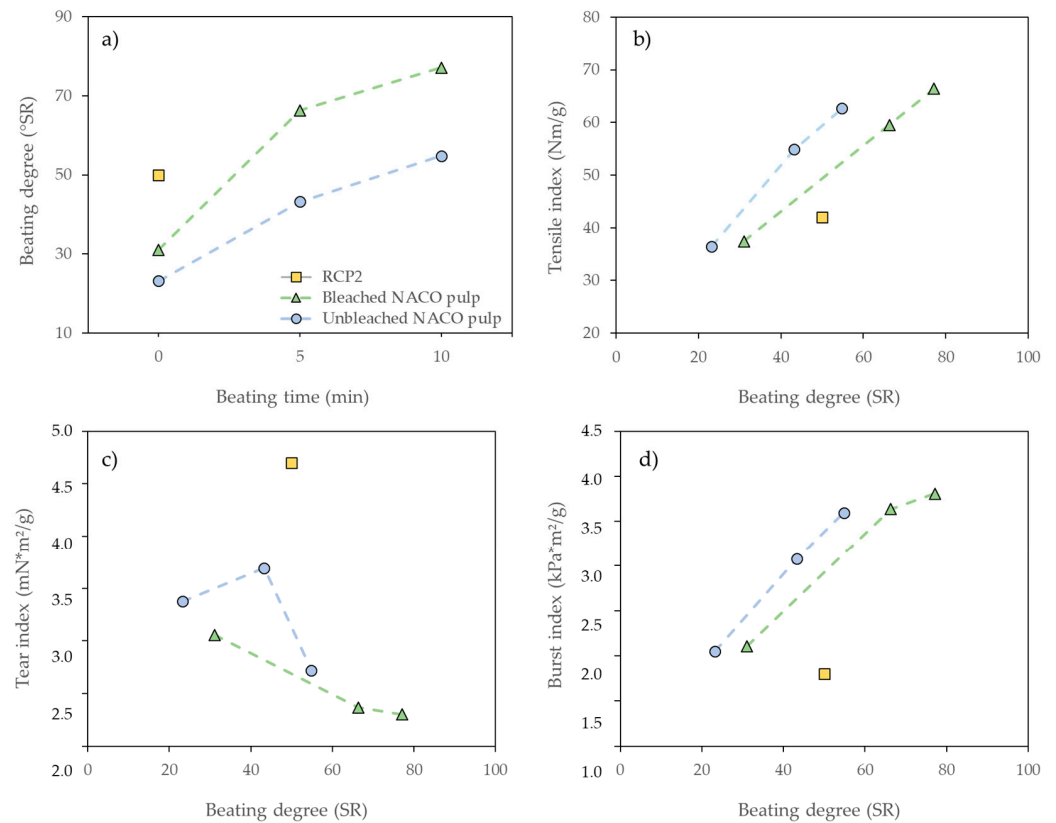 a)
90
70
50
30
10
Beating degree (°SR)
RCP2
Bleached NACO pulp
Unbleached NACO pulp
0 5 10
Beating time (min)
b)
80
70
60
50
40
30
20
Tensile index (Nm/g)
0 20 40 60 80 100
Beating degree (SR)
c)
5.0
4.5
4.0
3.5
3.0
2.5
2.0
Tear index (mN*m²/g)
0 20 40 60 80 100
Beating degree (SR)
d)
4.5
4.0
3.5
3.0
2.5
2.0
1.5
1.0
Burst index (kPa*m²/g)
0 20 40 60 80 100
Beating degree (SR)